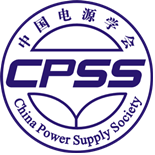 中国电源学会
CPSS
China Power Supply Society